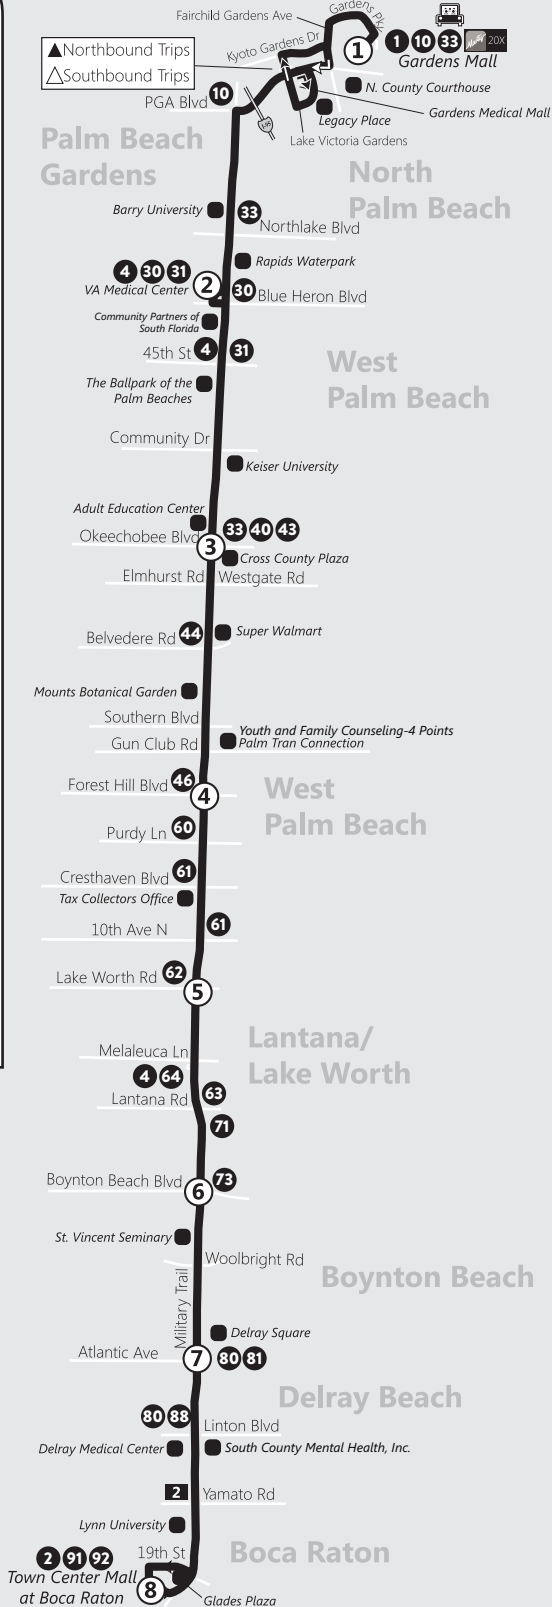 Fairchild Gardens Ave
Gardens Pkwy
Kyoto Gardens Dr
▲Northbound Trips
△Southbound Trips
1
1 10 33 20X
Gardens Mall
N. County Courthouse
10
PGA Blvd
I-95
Legacy Place
Gardens Medical Mall
Lake Victoria Gardens
Palm Beach
Gardens
North
Palm Beach
Barry University
33
Northlake Blvd
Rapids Waterpark
4 30 31
VA Medical Center
2
30
Blue Heron Blvd
Community Partners of
South Florida
45th St
4
31
West
Palm Beach
The Ballpark of the
Palm Beaches
Community Dr
Keiser University
Adult Education Center
Okeechobee Blvd
33 40 43
3
Cross County Plaza
Elmhurst Rd
Westgate Rd
Belvedere Rd
44
Super Walmart
Mounts Botanical Garden
Southern Blvd
Gun Club Rd
Youth and Family Counseling-4 Points
Palm Tran Connection
Forest Hill Blvd
46
4
West
Palm Beach
Purdy Ln
60
Cresthaven Blvd
61
Tax Collectors Office
10th Ave N
61
Lake Worth Rd
62
5
Melaleuca Ln
Lantana/
Lake Worth
4 64
Lantana Rd
63
71
Boynton Beach Blvd
6
73
St. Vincent Seminary
Woolbright Rd
Boynton Beach
Military Trail
Delray Square
Atlantic Ave
7
80 81
Delray Beach
80 88
Linton Blvd
Delray Medical Center
South County Mental Health, Inc.
2
Yamato Rd
Lynn University
19th St
Boca Raton
2 91 92
Town Center Mall
at Boca Raton
8
Glades Plaza